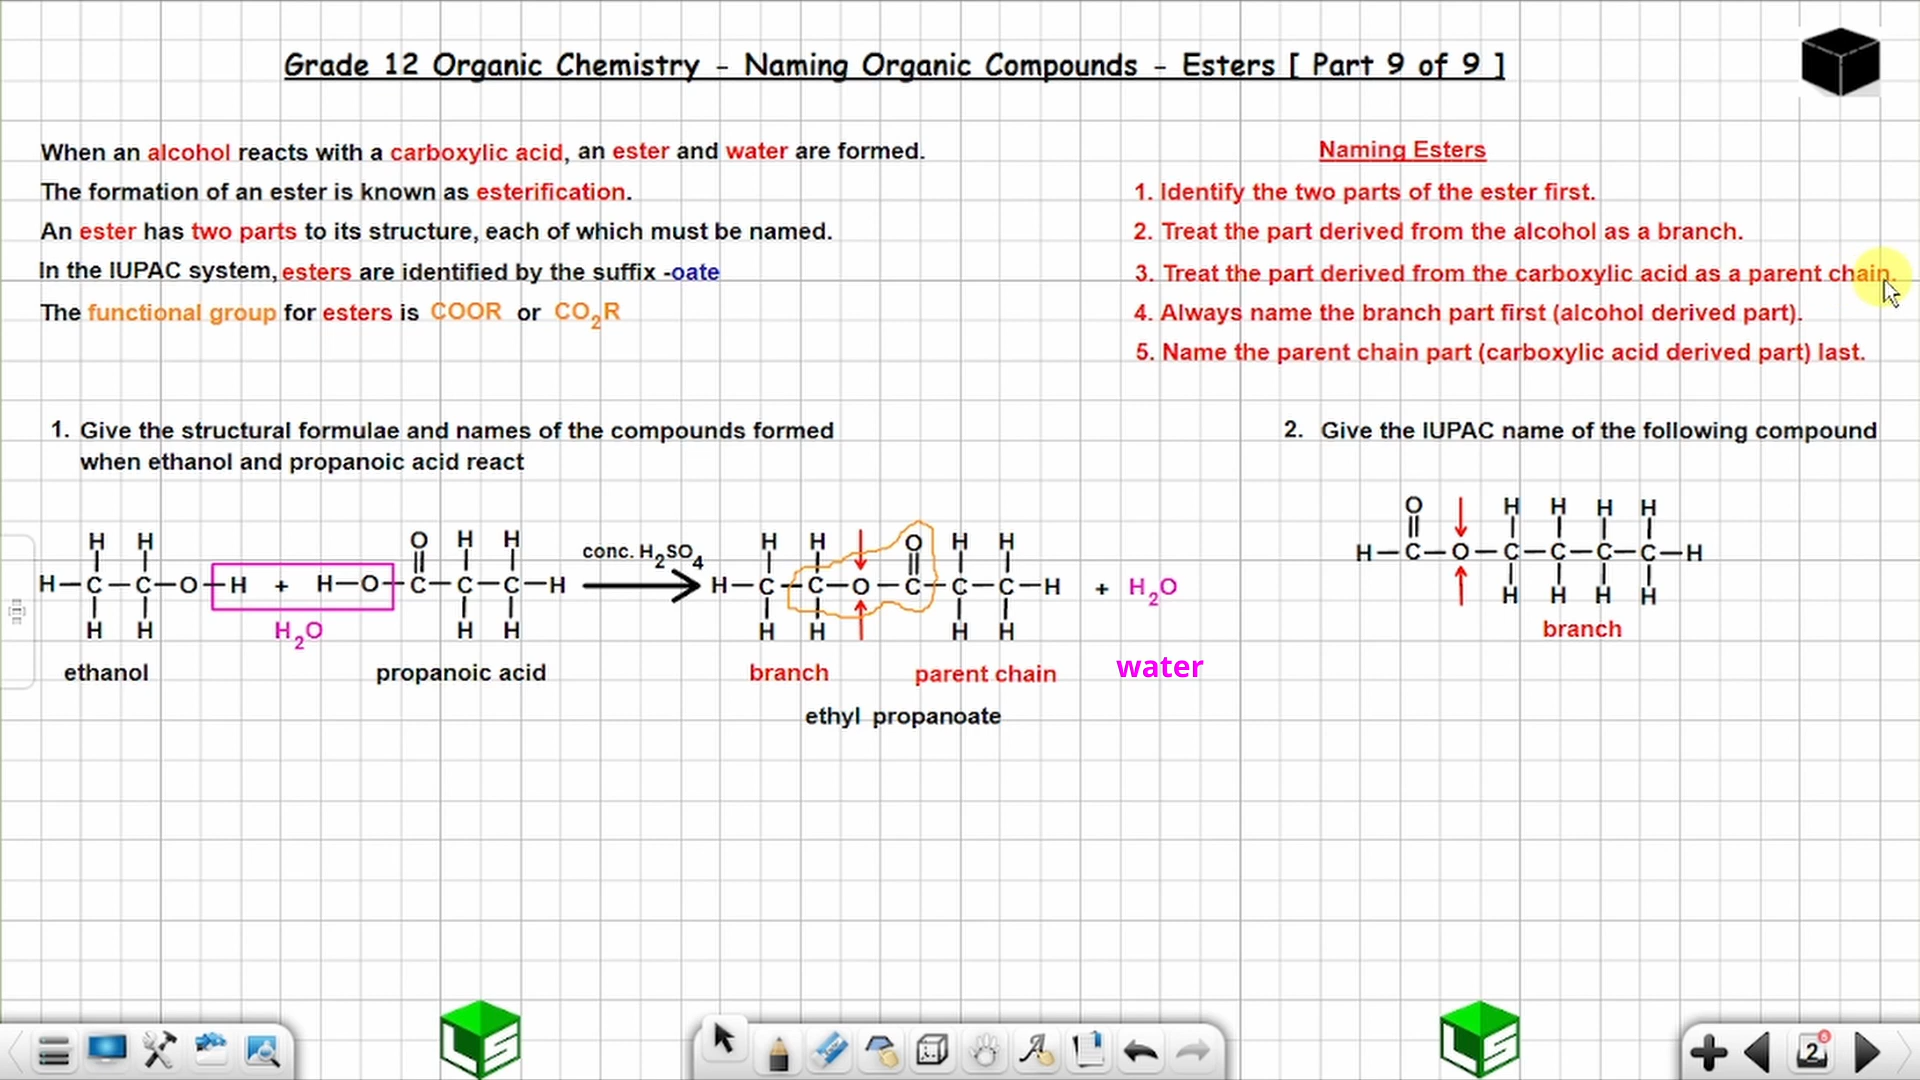 Grade 12 Organic Chemistry - Naming Organic Compounds - Esters [ Part 9 of 9 ]
When an alcohol reacts with a carboxylic acid, an ester and water are formed.
The formation of an ester is known as esterification.
An ester has two parts to its structure, each of which must be named.
In the IUPAC system, esters are identified by the suffix -oate
The functional group for esters is COOR or CO2R
Naming Esters
1. Identify the two parts of the ester first.
2. Treat the part derived from the alcohol as a branch.
3. Treat the part derived from the carboxylic acid as a parent chain.
4. Always name the branch part first (alcohol derived part).
5. Name the parent chain part (carboxylic acid derived part) last.
1. Give the structural formulae and names of the compounds formed
when ethanol and propanoic acid react
H H
H-C-C-O-H + H-O-C-C-C-H
H H
H2O
ethanol
O H H
H H
propanoic acid
conc. H2SO4
H H O H H
H-C-C-O-C-C-C-H + H2O
H H H H
branch parent chain water
ethyl propanoate
2. Give the IUPAC name of the following compound
O H H H H
H-C-O-C-C-C-C-H
H H H H
branch
LS
LS
2
8